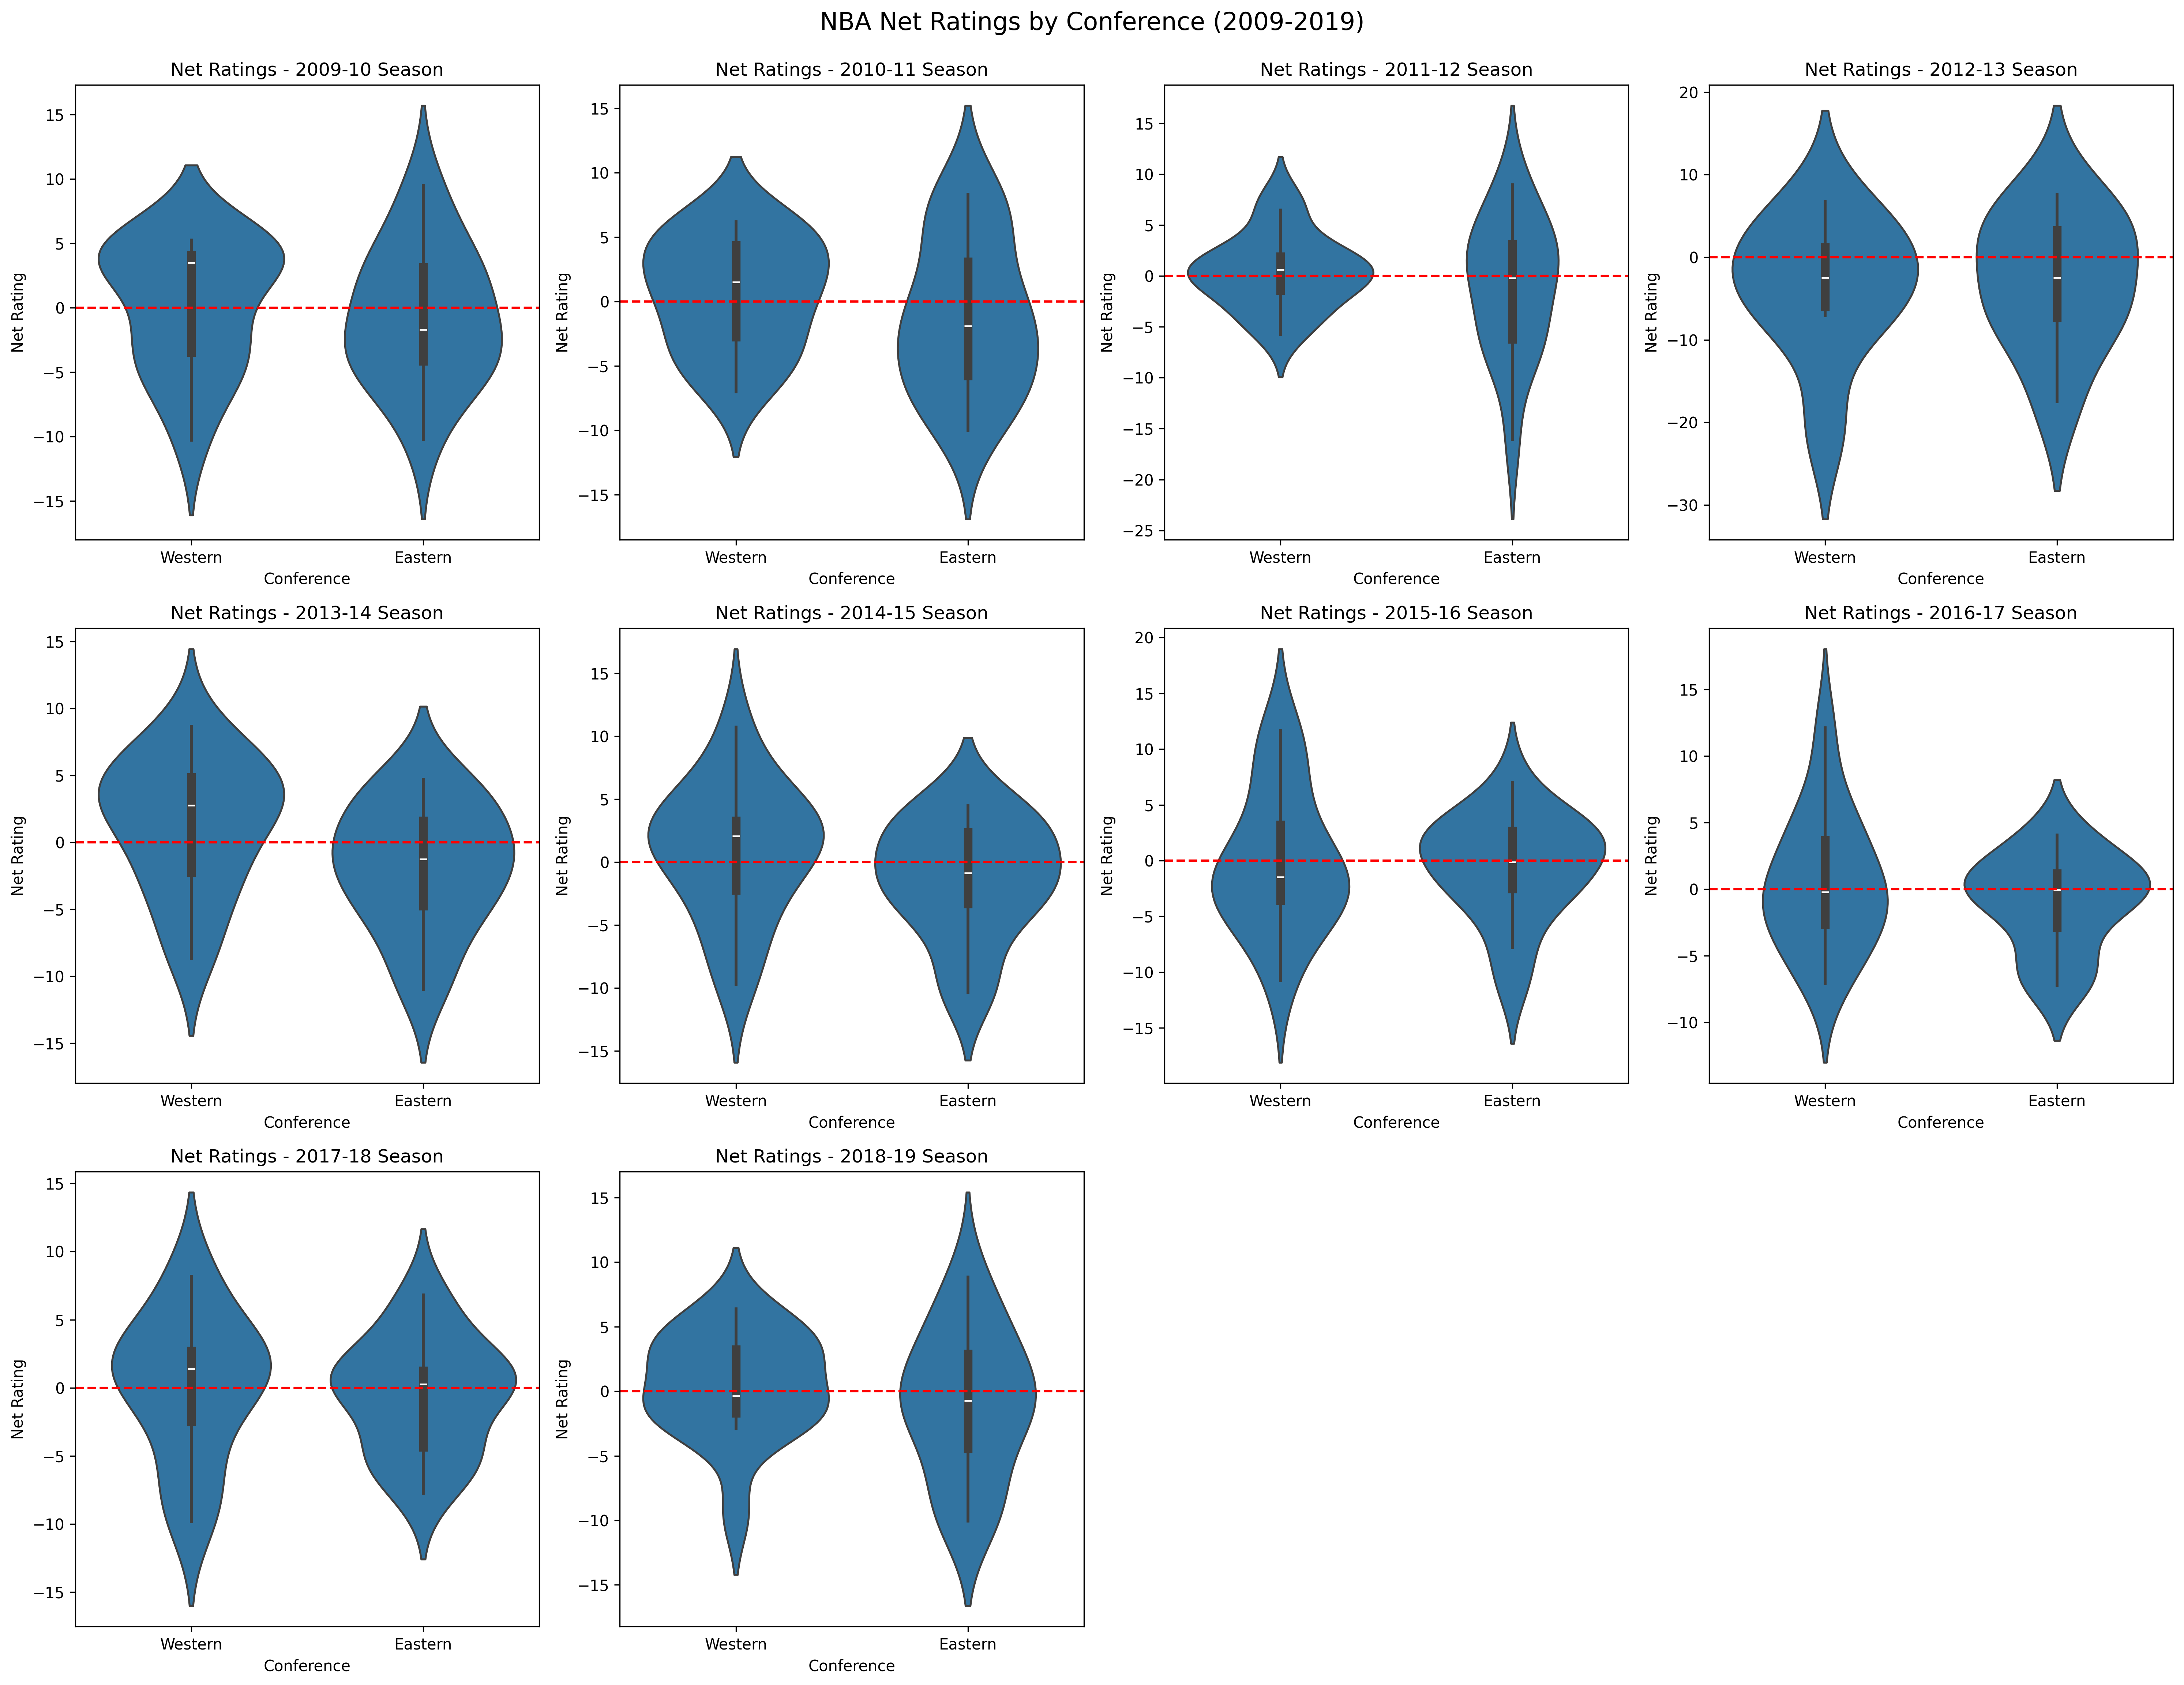 NBA Net Ratings by Conference (2009-2019)
Net Ratings - 2009-10 Season
Net Rating
15
10
5
0
−5
−10
−15
Western
Eastern
Conference
Net Ratings - 2010-11 Season
Net Rating
15
10
5
0
−5
−10
−15
Western
Eastern
Conference
Net Ratings - 2011-12 Season
Net Rating
15
10
5
0
−5
−10
−15
−20
−25
Western
Eastern
Conference
Net Ratings - 2012-13 Season
Net Rating
20
10
0
−10
−20
−30
Western
Eastern
Conference
Net Ratings - 2013-14 Season
Net Rating
15
10
5
0
−5
−10
−15
Western
Eastern
Conference
Net Ratings - 2014-15 Season
Net Rating
15
10
5
0
−5
−10
−15
Western
Eastern
Conference
Net Ratings - 2015-16 Season
Net Rating
20
15
10
5
0
−5
−10
−15
Western
Eastern
Conference
Net Ratings - 2016-17 Season
Net Rating
15
10
5
0
−5
−10
Western
Eastern
Conference
Net Ratings - 2017-18 Season
Net Rating
15
10
5
0
−5
−10
−15
Western
Eastern
Conference
Net Ratings - 2018-19 Season
Net Rating
15
10
5
0
−5
−10
−15
Western
Eastern
Conference